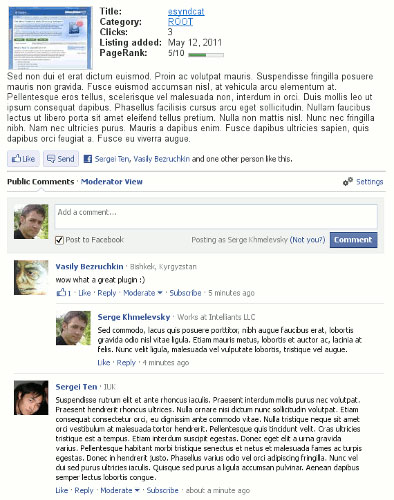 Title: esyndcat
Category: ROOT
Clicks: 3
Listing added: May 12, 2011
PageRank: 5/10
Sed non dui et erat dictum euismod. Proin ac volutpat mauris. Suspendisse fringilla posuere
mauris non gravida. Fusce euismod accumsan nisl, at vehicula arcu elementum at.
Pellentesque eros tellus, scelerisque vel malesuada non, interdum in orci. Duis mollis leo ut
ipsum consequat dapibus. Phasellus facilisis cursus arcu eget sollicitudin. Nullam faucibus
lectus ut libero porta sit amet eleifend tellus pretium. Nulla non mattis nisl. Nunc nec fringilla
nibh. Nam nec ultricies purus. Mauris a dapibus enim. Fusce dapibus ultricies sapien, quis
dapibus orci feugiat a. Fusce eu viverra augue.
Like Send Sergei Ten, Vasily Bezruchkin and one other person like this.
Public Comments · Moderator View Settings
Add a comment...
Post to Facebook Posting as Serge Khmelevsky (Not you?) Comment
Vasily Bezruchkin · Bishkek, Kyrgyzstan
wow what a great plugin :)
1 · Like · Reply · Moderate · Subscribe · 5 minutes ago
Serge Khmelevsky · Works at Intelliants LLC
Sed commodo, lacus quis posuere porttitor, nibh augue faucibus erat, lobortis
gravida odio nisl vitae ligula. Etiam mauris metus, lobortis et auctor ac, lacinia at
felis. Nunc velit ligula, malesuada vel vulputate lobortis, tristique vel augue.
Like · Reply · 4 minutes ago
Sergei Ten · IUK
Suspendisse rutrum elit et ante rhoncus iaculis. Praesent interdum mollis purus nec volutpat.
Praesent hendrerit rhoncus ultrices. Nulla ornare nisi dictum nunc sollicitudin volutpat. Etiam
consequat consectetur orci, eu dignissim ante commodo vitae. Nulla tristique neque sit amet
orci vestibulum at malesuada tortor hendrerit. Pellentesque quis tincidunt velit. Cras ultricies
tristique est a tempus. Etiam interdum suscipit egestas. Donec eget elit a urna gravida
varius. Pellentesque habitant morbi tristique senectus et netus et malesuada fames ac turpis
egestas. Donec in hendrerit justo. Phasellus varius odio vel orci adipiscing fringilla. Nunc vel
dui sed purus ultricies iaculis. Quisque sed purus a ligula accumsan pulvinar. Aenean dapibus
semper lectus lobortis congue.
Like · Reply · Moderate · Subscribe · about a minute ago